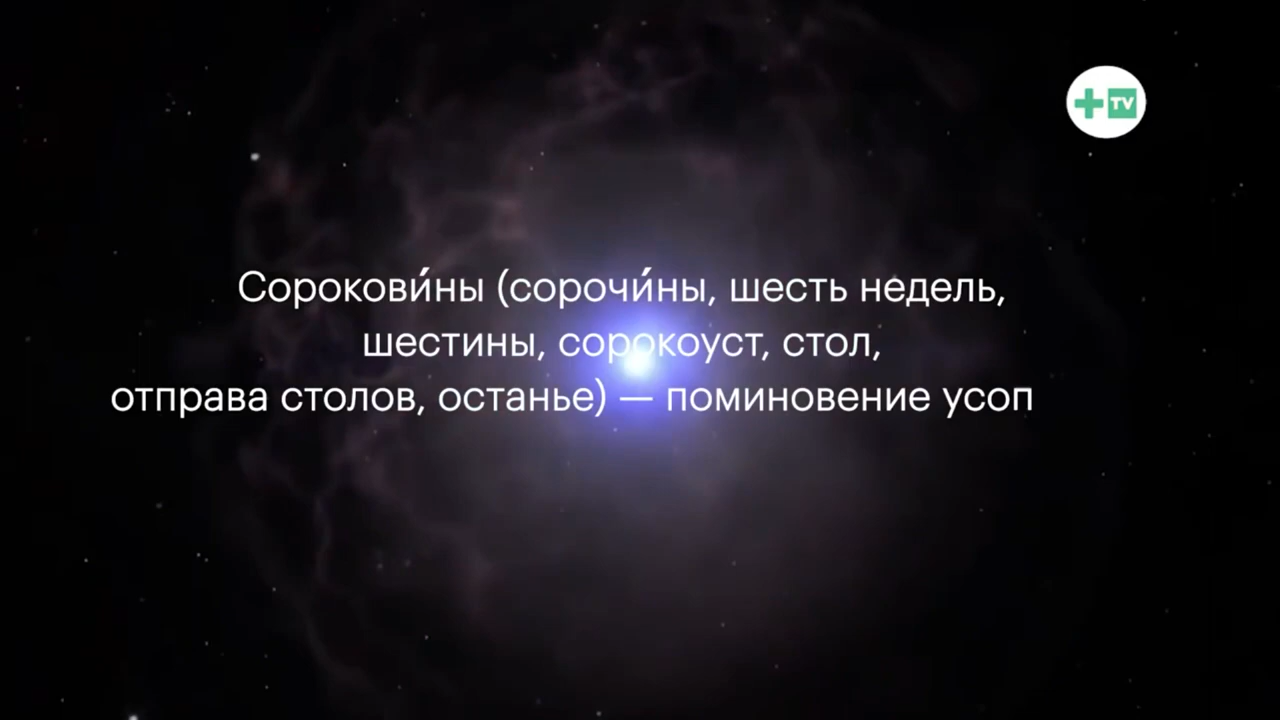 Сорокови́ны (сорочи́ны, шесть недель,
шестины, сорокоуст, стол,
отправа столов, останье) — поминовение усоп
+TV